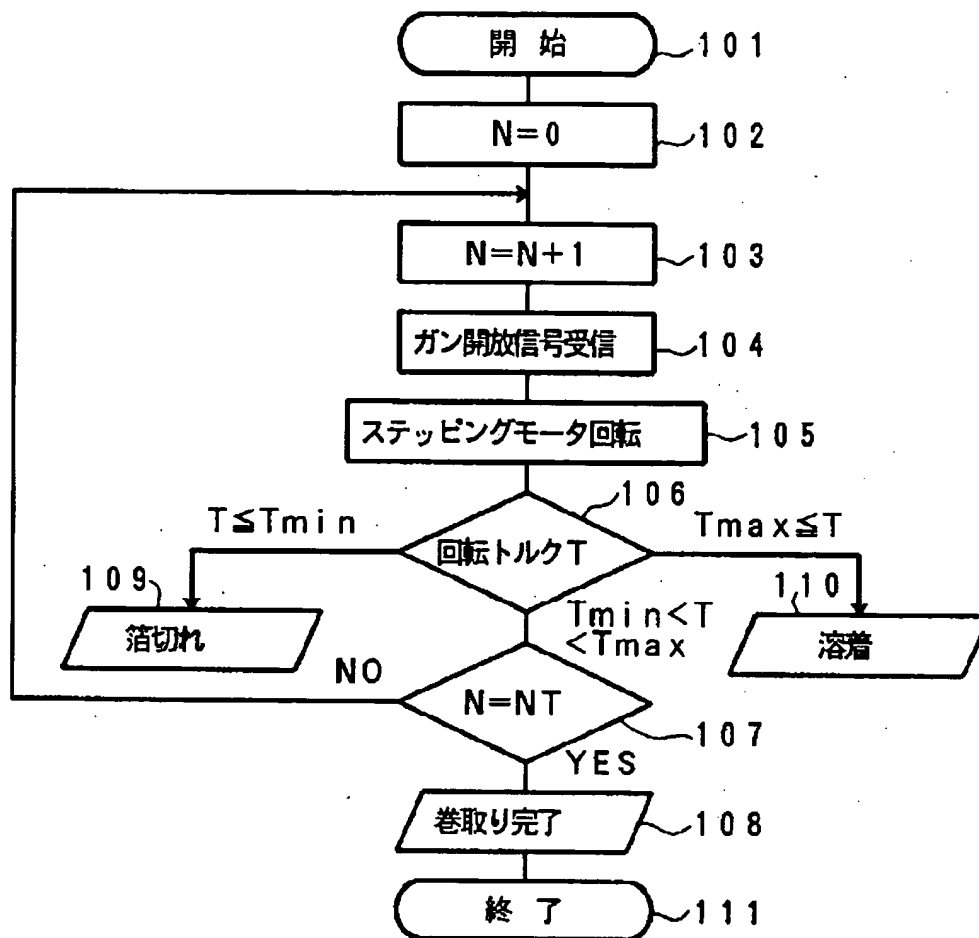 開 始
101
N=0
102
N=N+1
103
ガン開放信号受信
104
ステッピングモータ回転
105
106
T≦Tmin
Tmax≦T
回転トルクT
109
110
箔切れ
Tmin<T
<Tmax
溶着
NO
N=NT
107
YES
巻取り完了
108
終 了
111